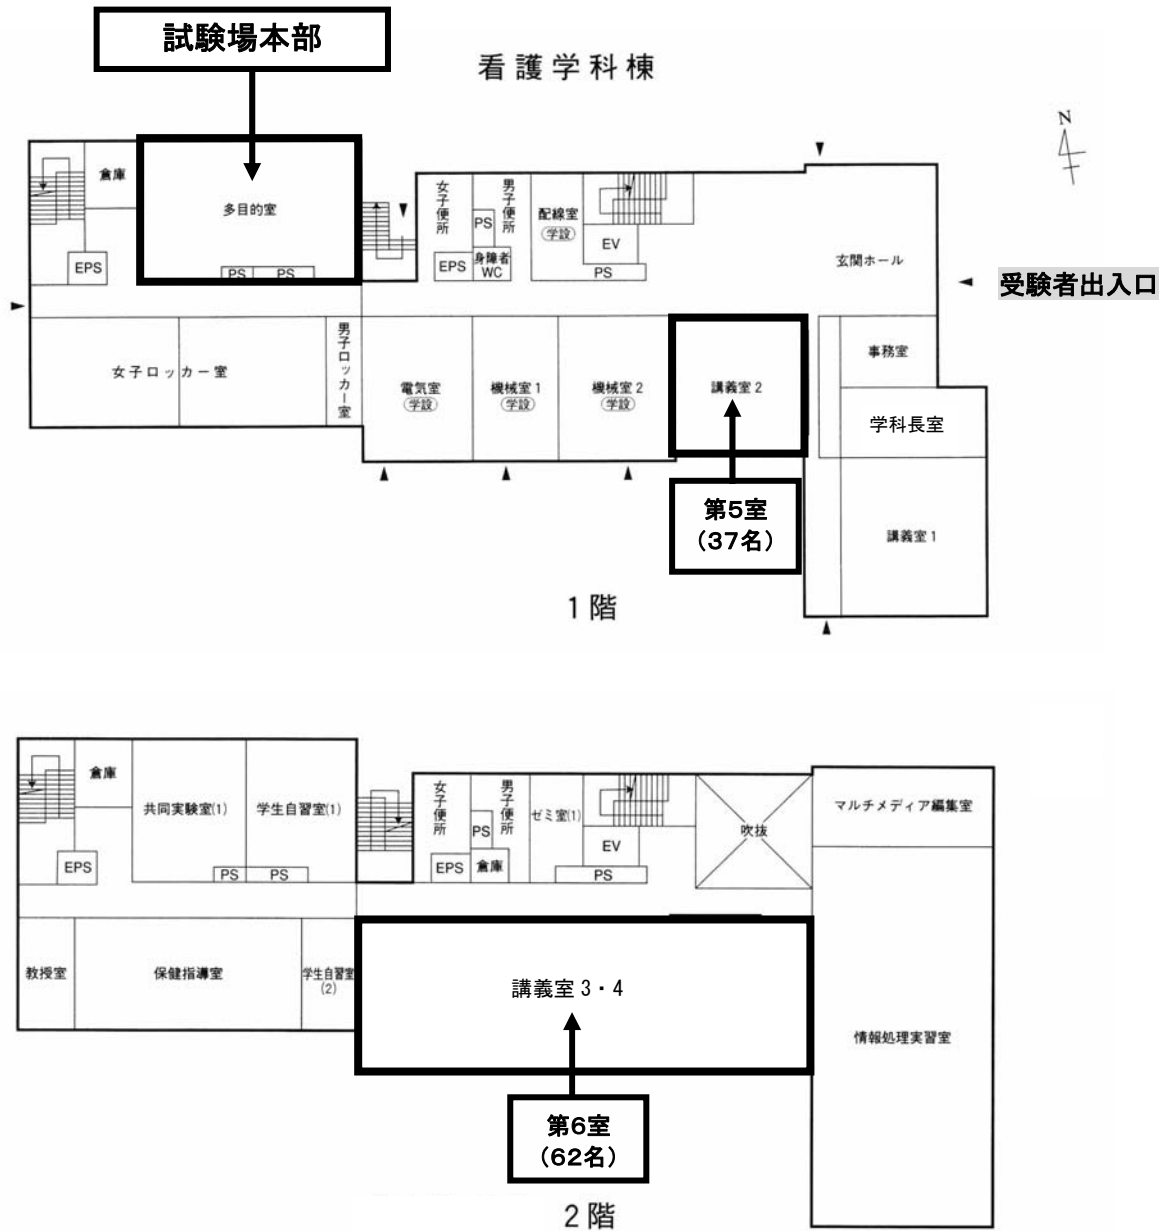 試験場本部
看護学科棟
N
倉庫
多目的室
EPS
PS
PS
女子便所
男子便所
PS
身障者
WC
EPS
配線室
学設
EV
PS
玄関ホール
受験者出入口
女子ロッカー室
男子ロッカー室
電気室
学設
機械室1
学設
機械室2
学設
講義室2
事務室
学科長室
講義室1
第5室
(37名)
1階
倉庫
共同実験室(1)
学生自習室(1)
EPS
PS
PS
女子便所
男子便所
PS
EPS
倉庫
ゼミ室(1)
EV
PS
吹抜
マルチメディア編集室
教授室
保健指導室
学生自習室
(2)
講義室3・4
情報処理実習室
第6室
(62名)
2階